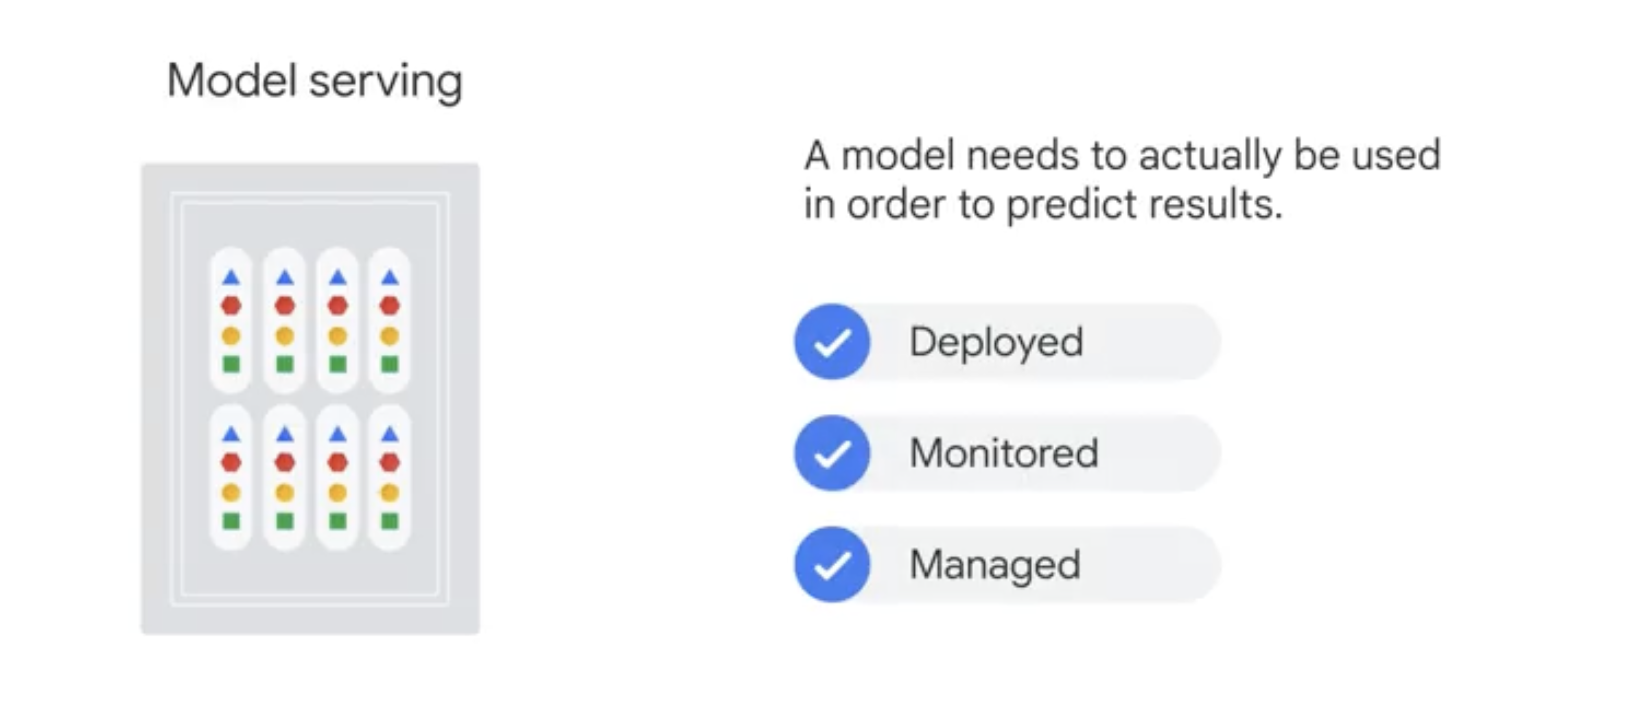 Model serving
A model needs to actually be used
in order to predict results.
Deployed
Monitored
Managed